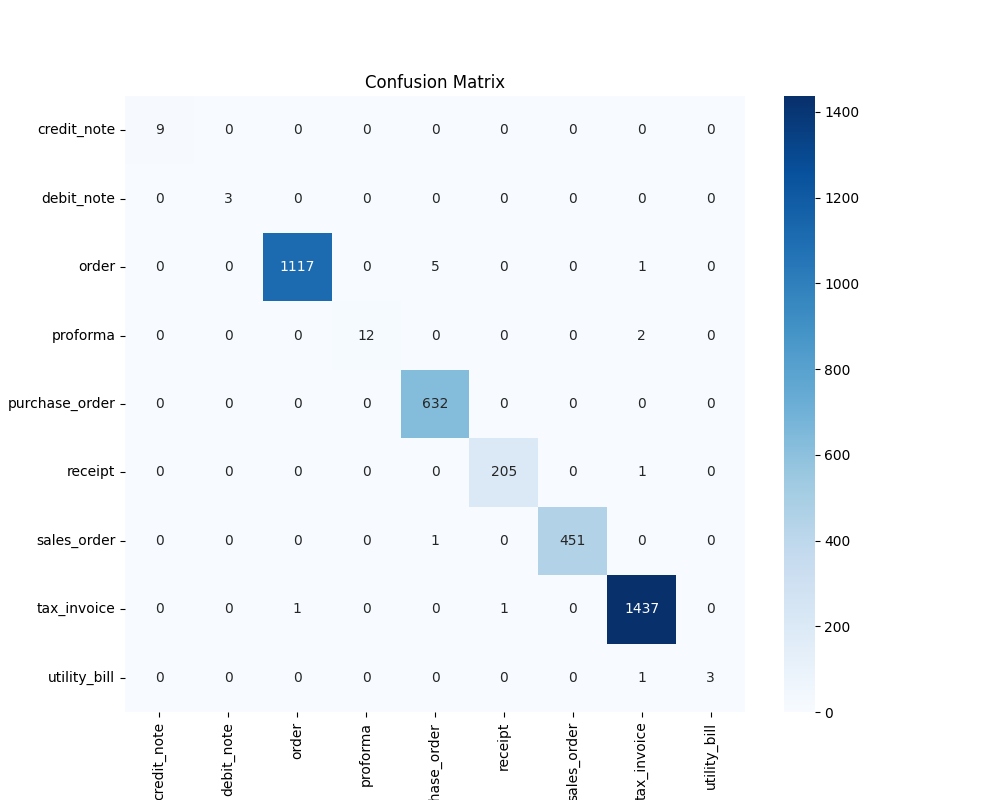 Confusion Matrix
credit_note 9 0 0 0 0 0 0 0 0
debit_note 0 3 0 0 0 0 0 0 0
order 0 0 1117 0 5 0 0 1 0
proforma 0 0 0 12 0 0 0 2 0
purchase_order 0 0 0 0 632 0 0 0 0
receipt 0 0 0 0 0 205 0 1 0
sales_order 0 0 0 0 1 0 451 0 0
tax_invoice 0 0 1 0 0 1 0 1437 0
utility_bill 0 0 0 0 0 0 0 1 3
credit_note debit_note order proforma hase_order receipt sales_order tax_invoice utility_bill
1400
1200
1000
800
600
400
200
0